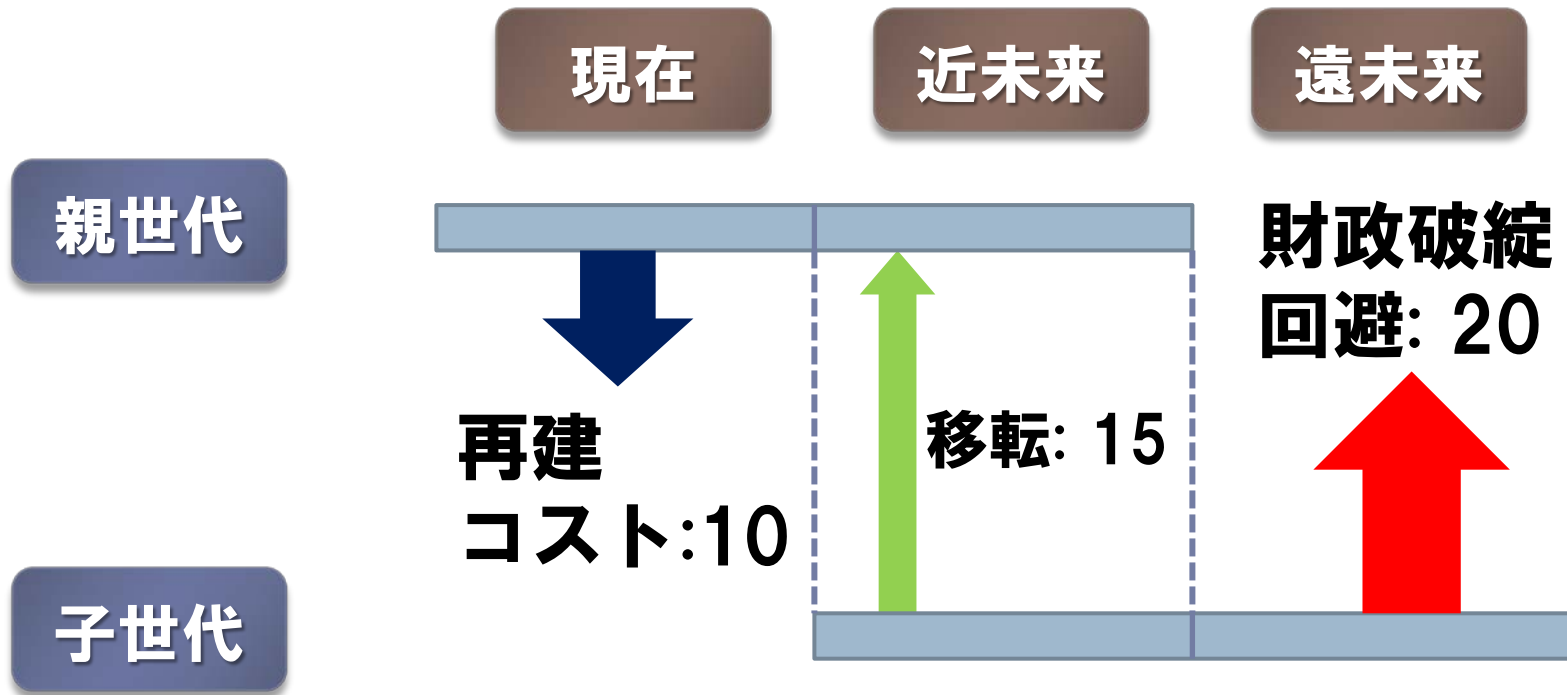 現在
近未来
遠未来
親世代
財政破綻
回避: 20
再建
コスト:10
移転: 15
子世代